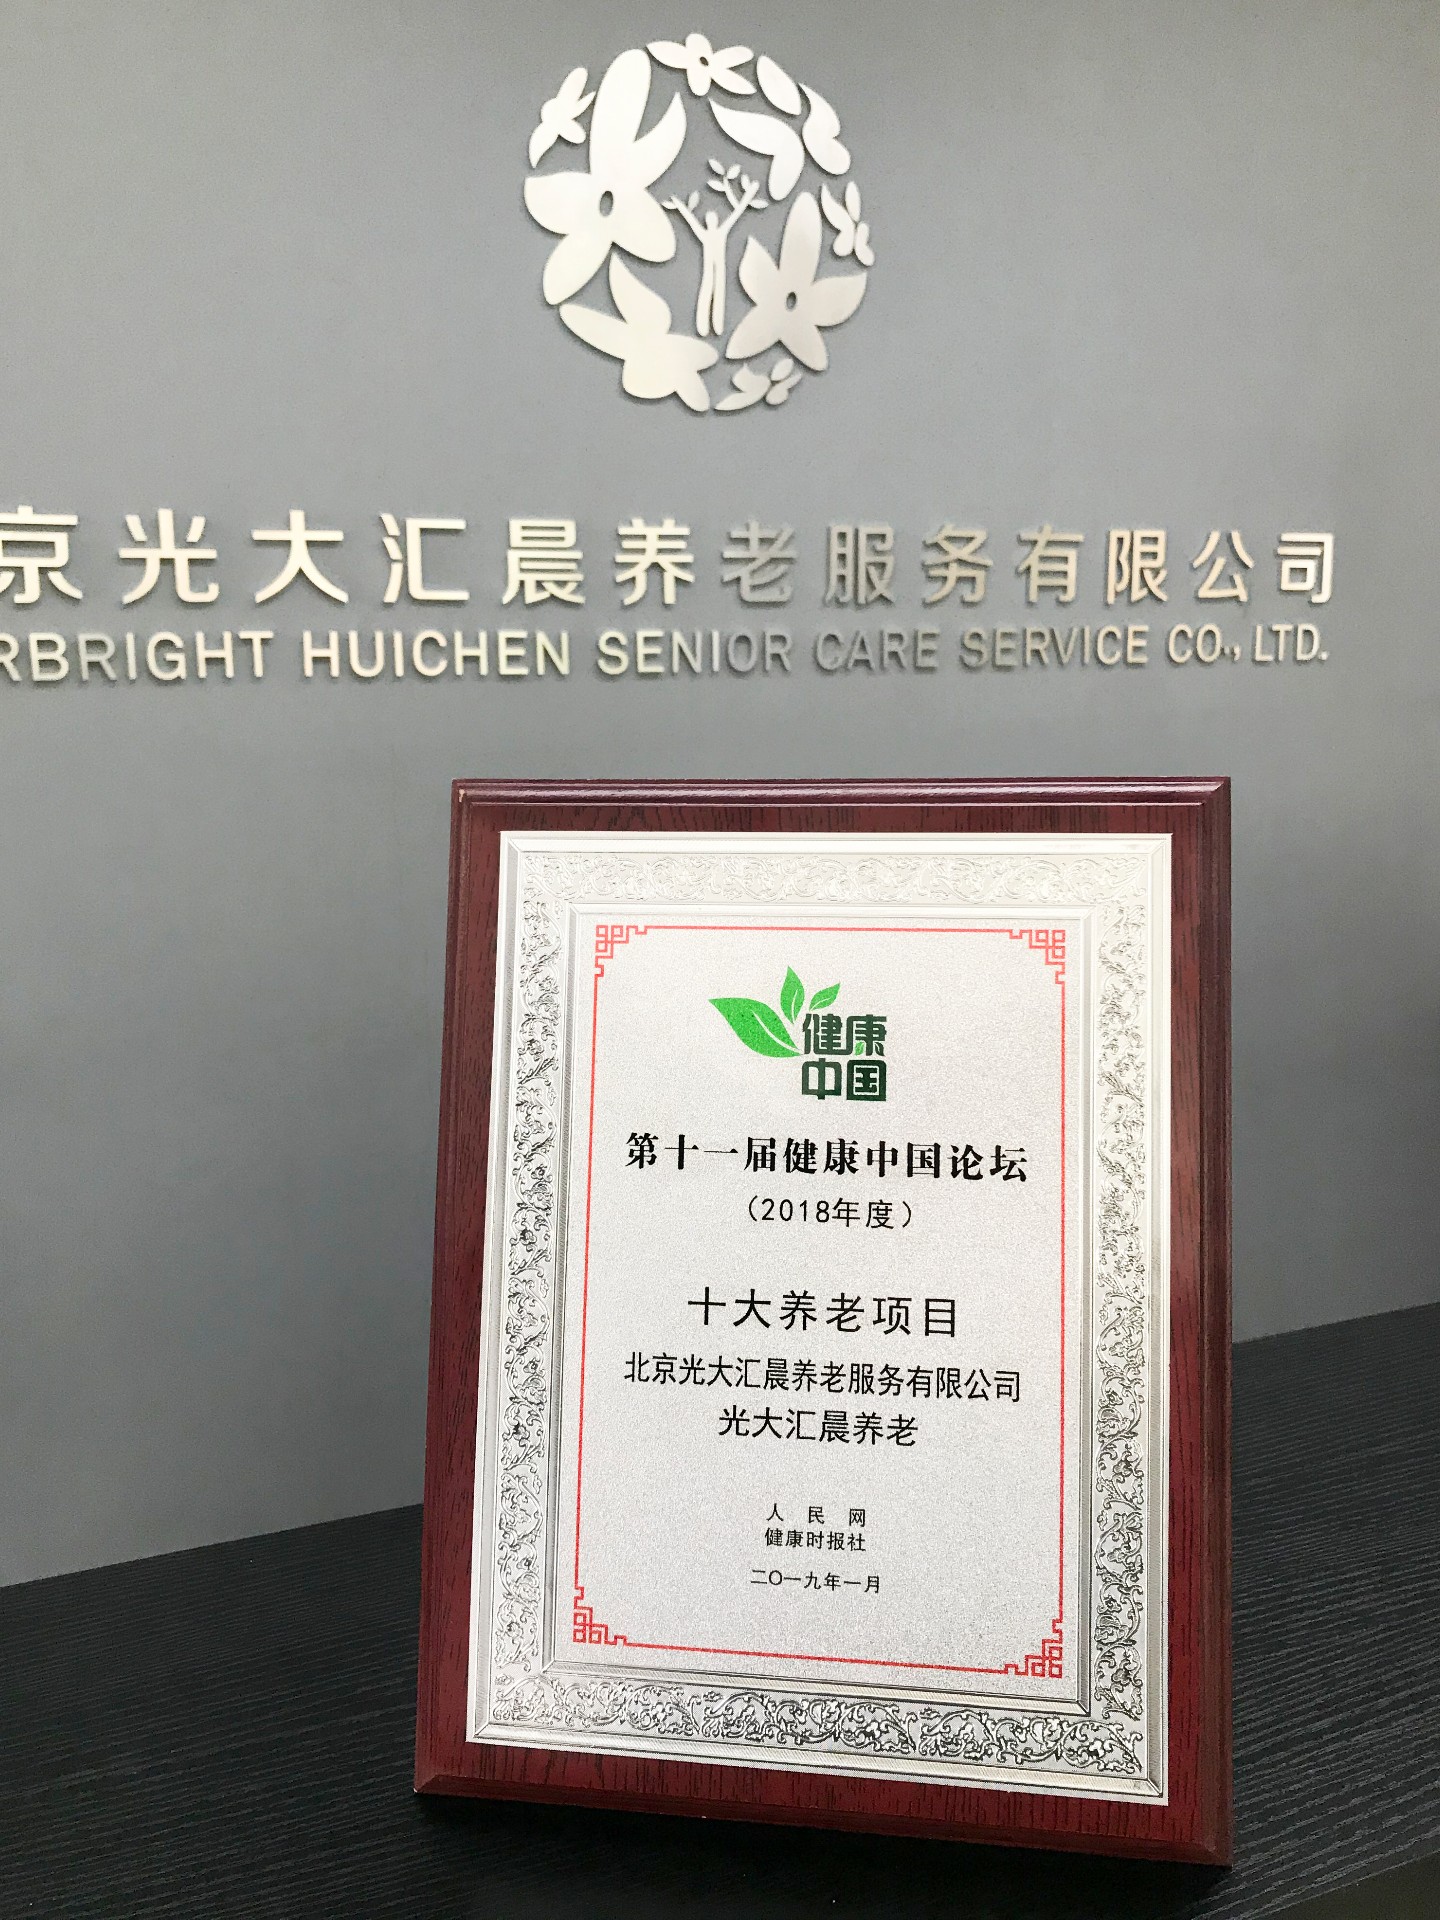 京光大汇晨养老服务有限公司
RBRIGHT HUICHEN SENIOR CARE SERVICE CO., LTD.
健康
中国
第十一届健康中国论坛
（2018年度）
十大养老项目
北京光大汇晨养老服务有限公司
光大汇晨养老
人民网
健康时报社
二〇一九年一月